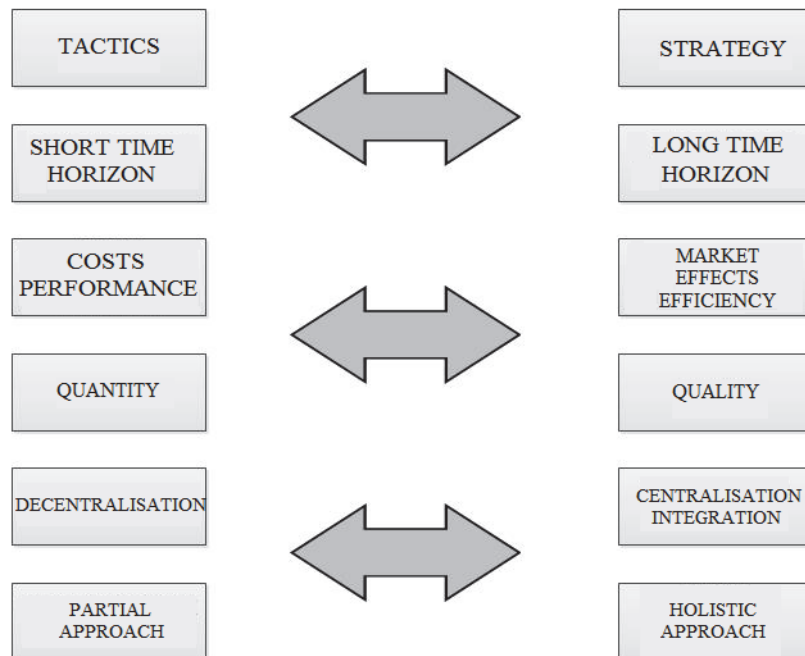 TACTICS
STRATEGY
SHORT TIME
HORIZON
LONG TIME
HORIZON
COSTS
PERFORMANCE
MARKET
EFFECTS
EFFICIENCY
QUANTITY
QUALITY
DECENTRALISATION
CENTRALISATION
INTEGRATION
PARTIAL
APPROACH
HOLISTIC
APPROACH